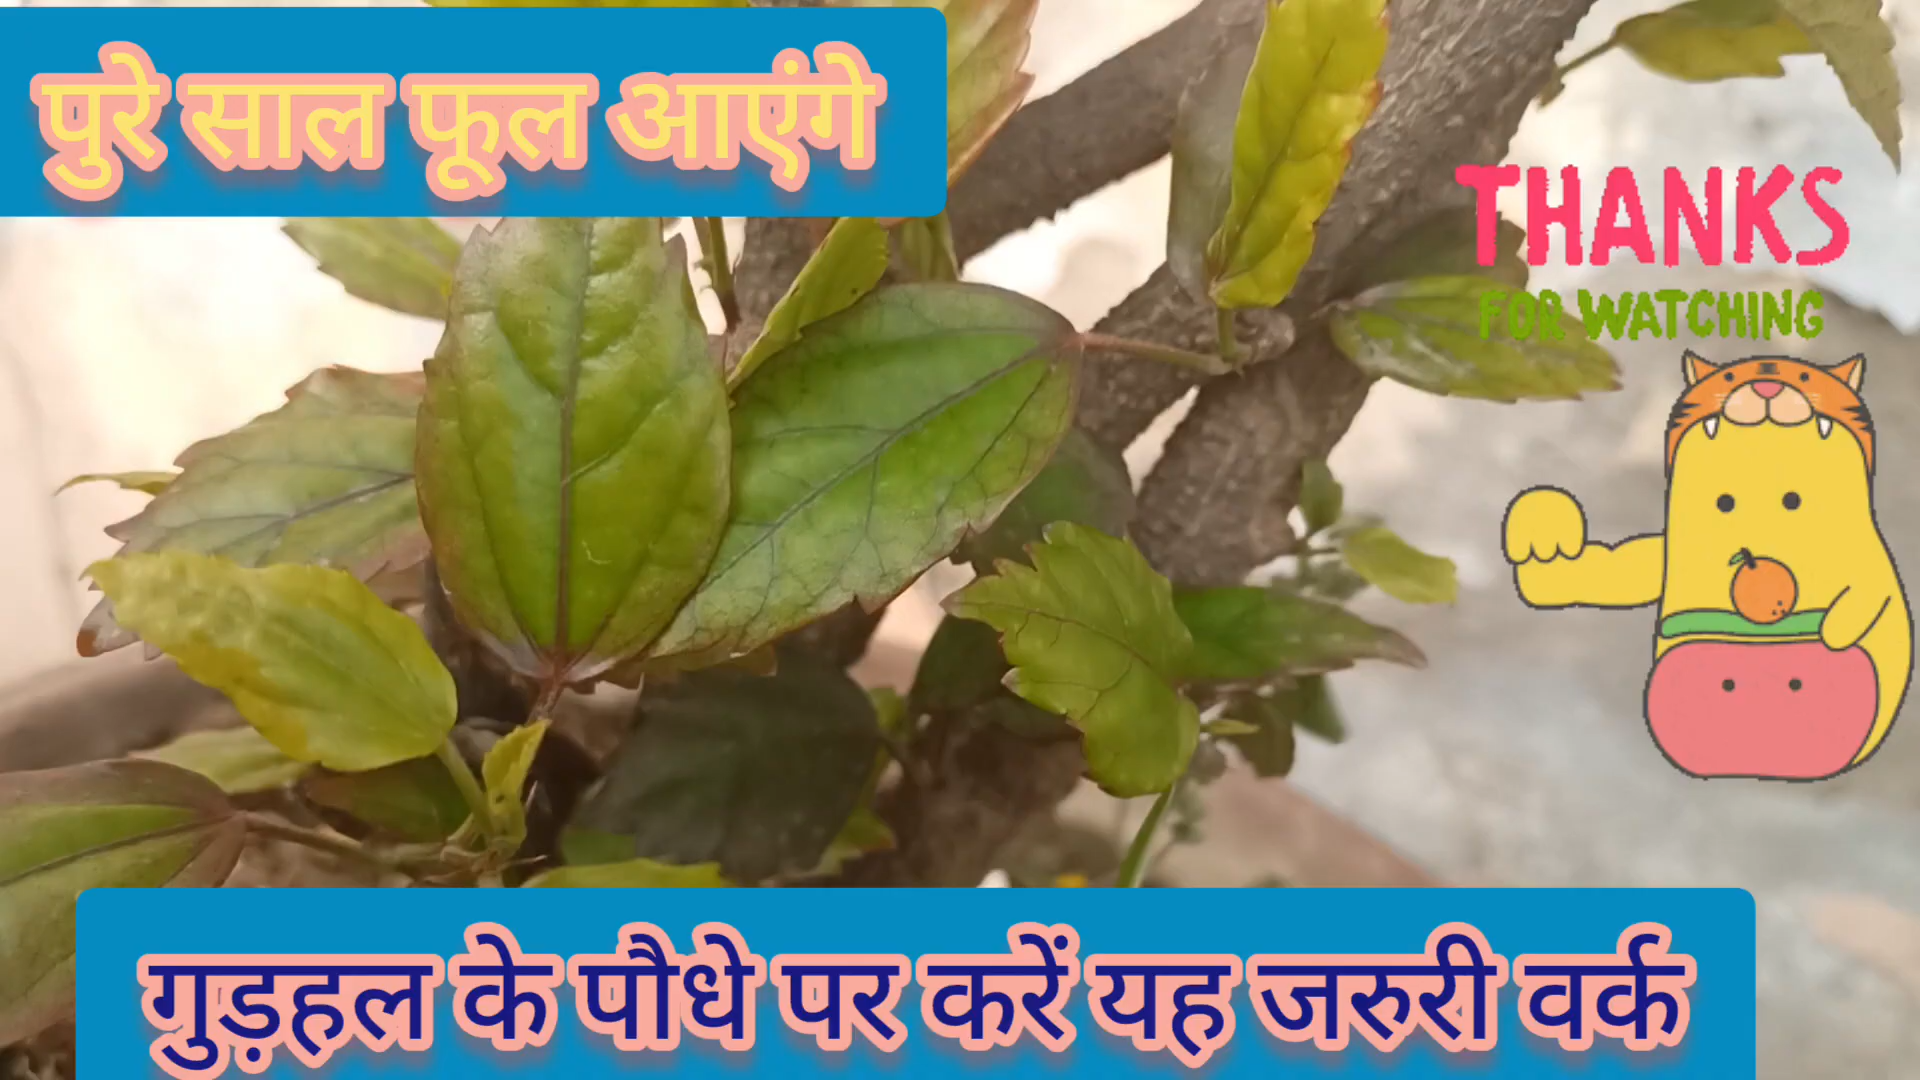 पुरे साल फूल आएंगे
THANKS
FOR WATCHING
गुड़हल के पौधे पर करें यह जरुरी वर्क